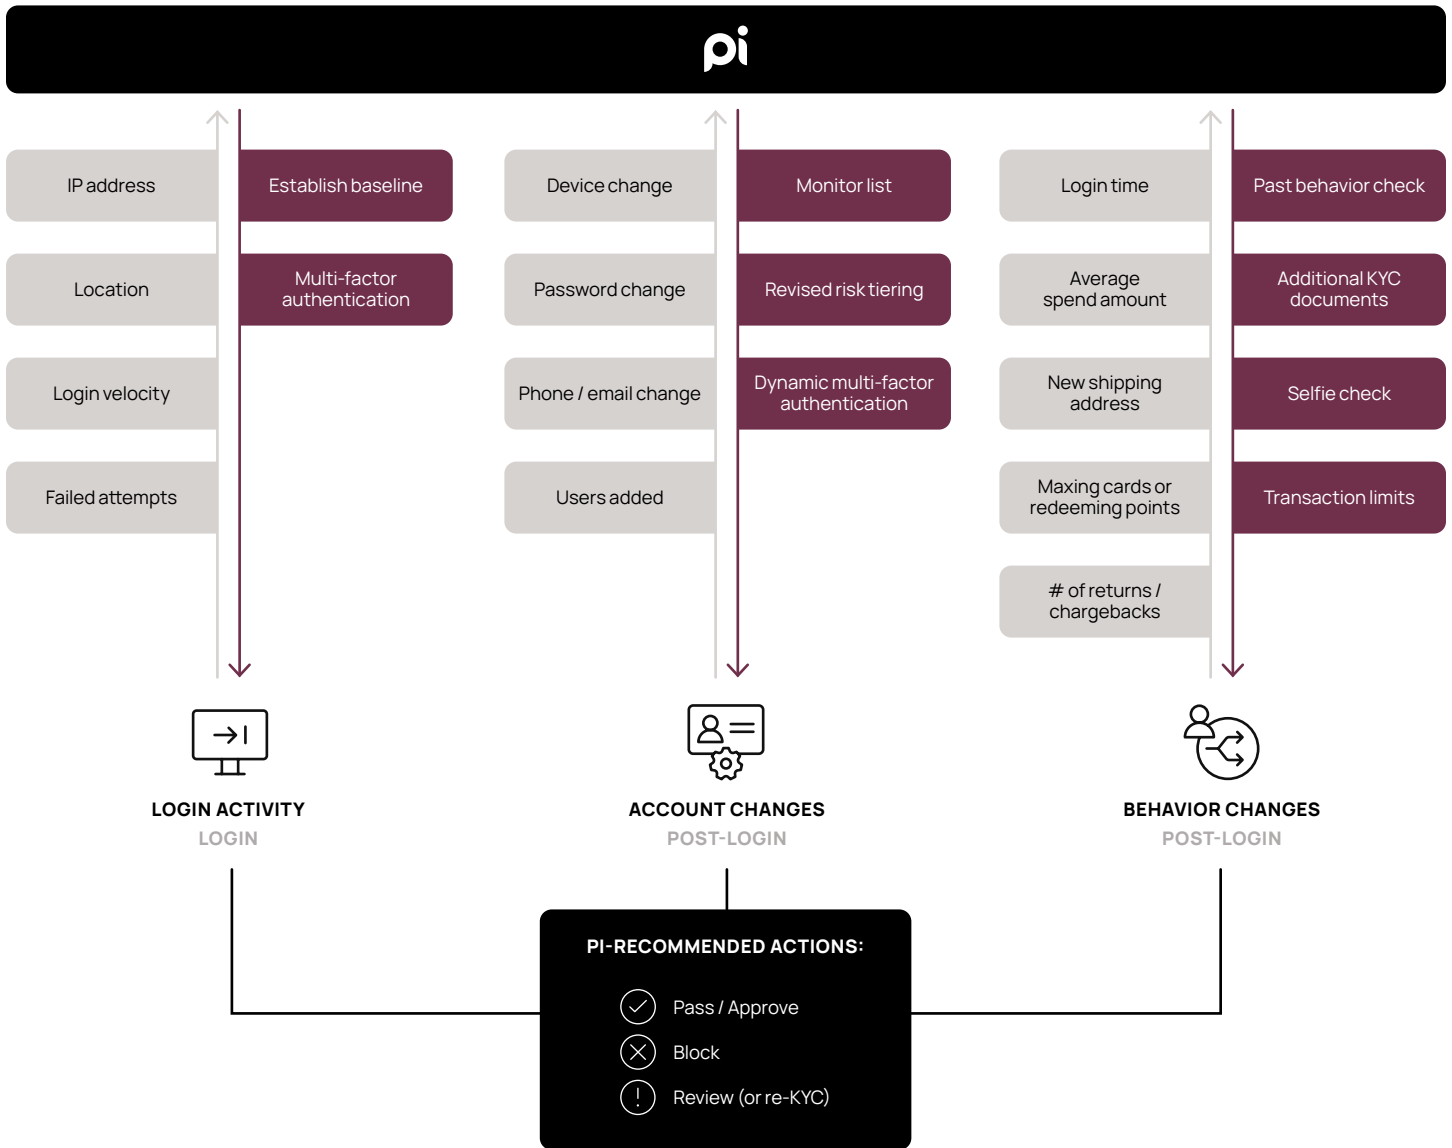 pi
IP address
Location
Login velocity
Failed attempts
Establish baseline
Multi-factor
authentication
Device change
Password change
Phone / email change
Users added
Monitor list
Revised risk tiering
Dynamic multi-factor
authentication
Login time
Average
spend amount
New shipping
address
Maxing cards or
redeeming points
# of returns /
chargebacks
Past behavior check
Additional KYC
documents
Selfie check
Transaction limits
LOGIN ACTIVITY
LOGIN
ACCOUNT CHANGES
POST-LOGIN
BEHAVIOR CHANGES
POST-LOGIN
PI-RECOMMENDED ACTIONS:
Pass / Approve
Block
Review (or re-KYC)